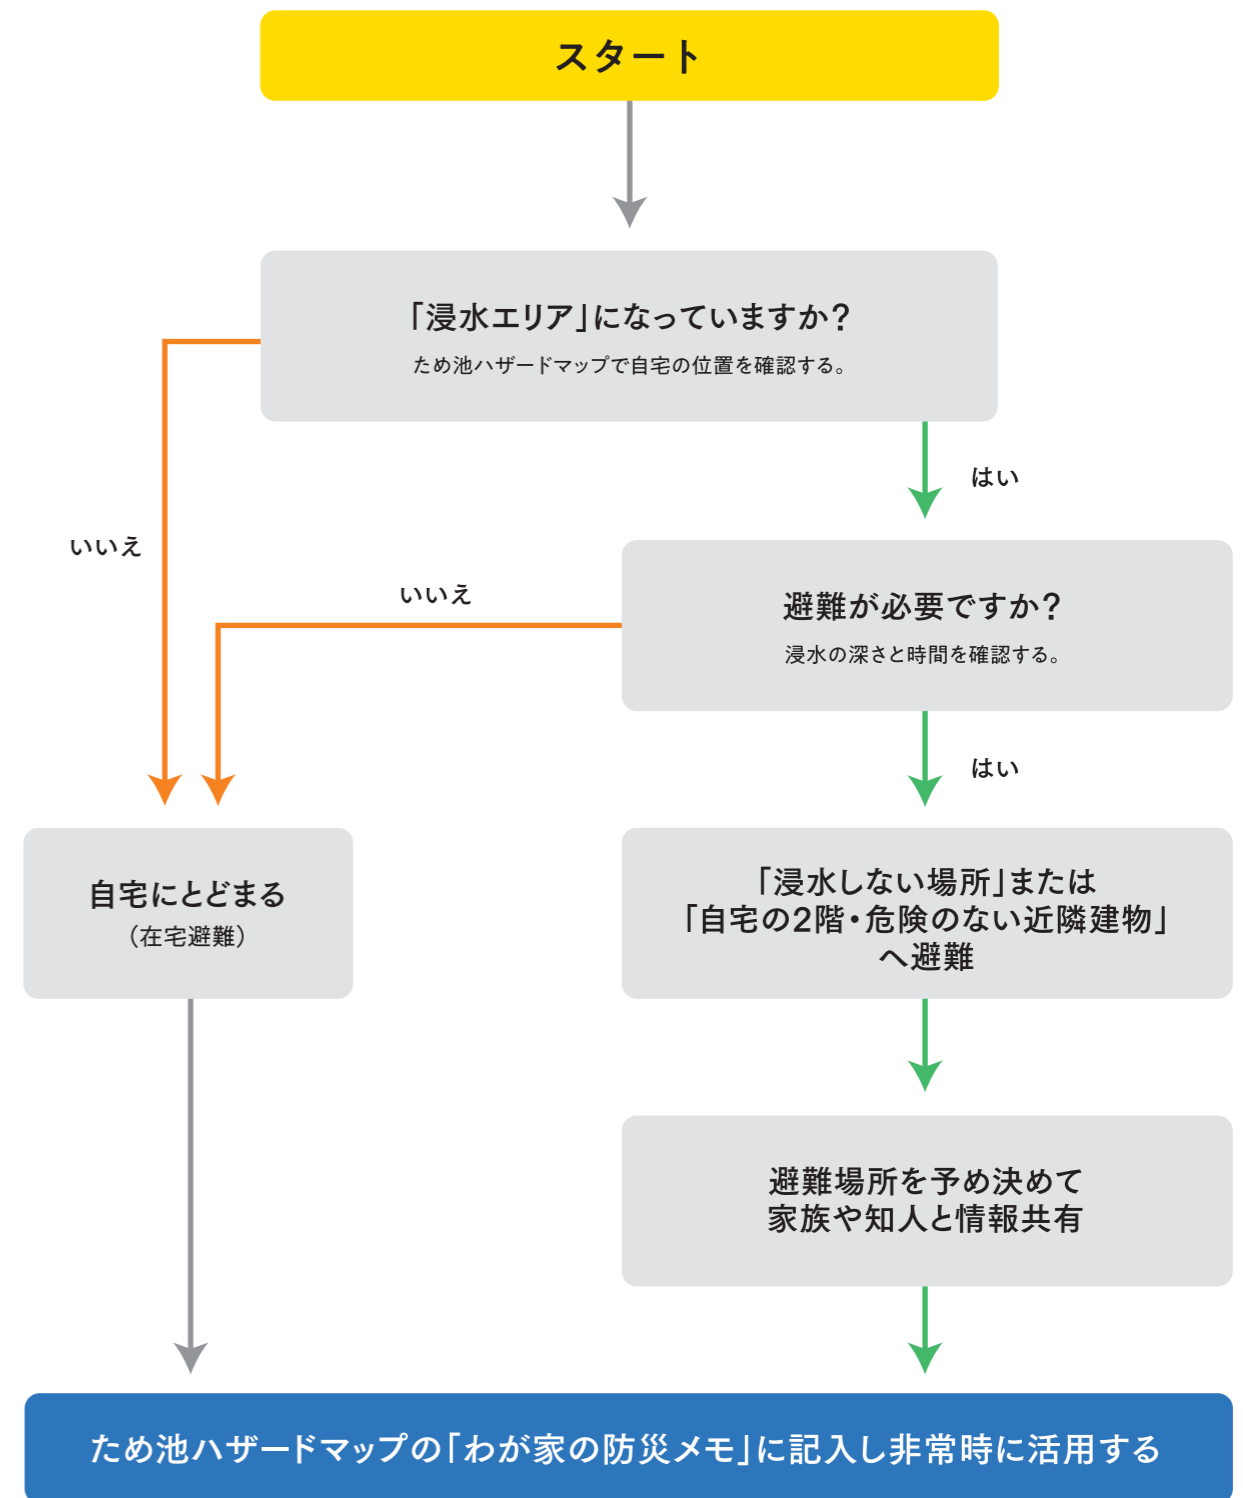 スタート
「浸水エリア」になっていますか?
ため池ハザードマップで自宅の位置を確認する。
はい
いいえ
いいえ
避難が必要ですか?
浸水の深さと時間を確認する。
はい
自宅にとどまる
（在宅避難）
「浸水しない場所」または
「自宅の2階・危険のない近隣建物」
へ避難
避難場所を予め決めて
家族や知人と情報共有
ため池ハザードマップの「わが家の防災メモ」に記入し非常時に活用する